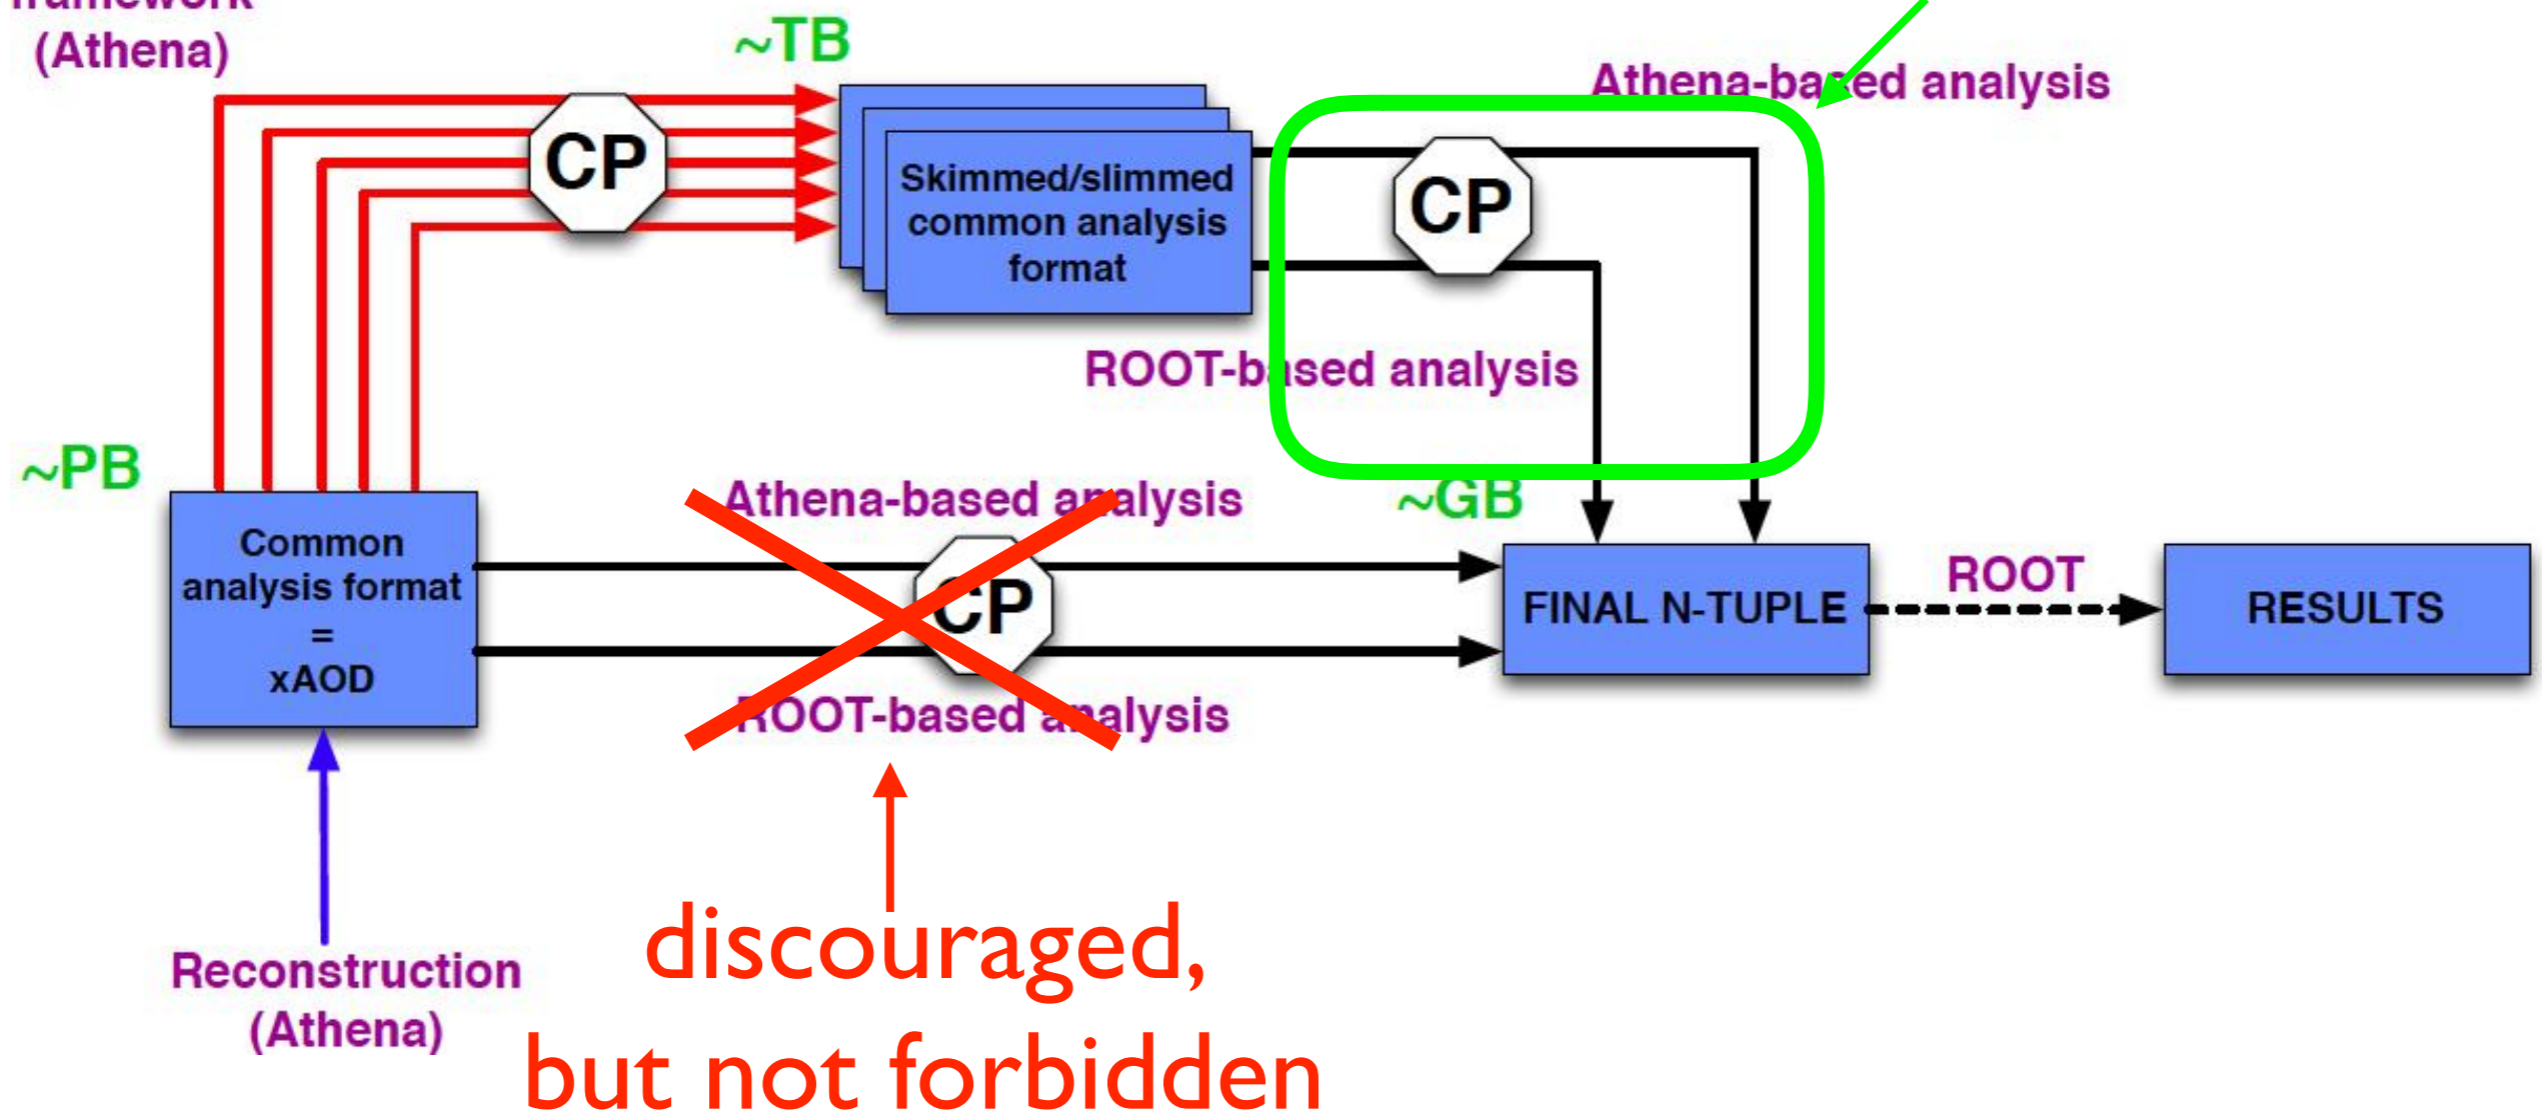 framework
(Athena)
~TB
Athena-based analysis
CP
Skimmed/slimmed
common analysis
format
CP
ROOT-based analysis
~PB
Athena-based analysis
~GB
Common
analysis format
=
xAOD
CP
FINAL N-TUPLE
ROOT
RESULTS
ROOT-based analysis
Reconstruction
(Athena)
discouraged,
but not forbidden